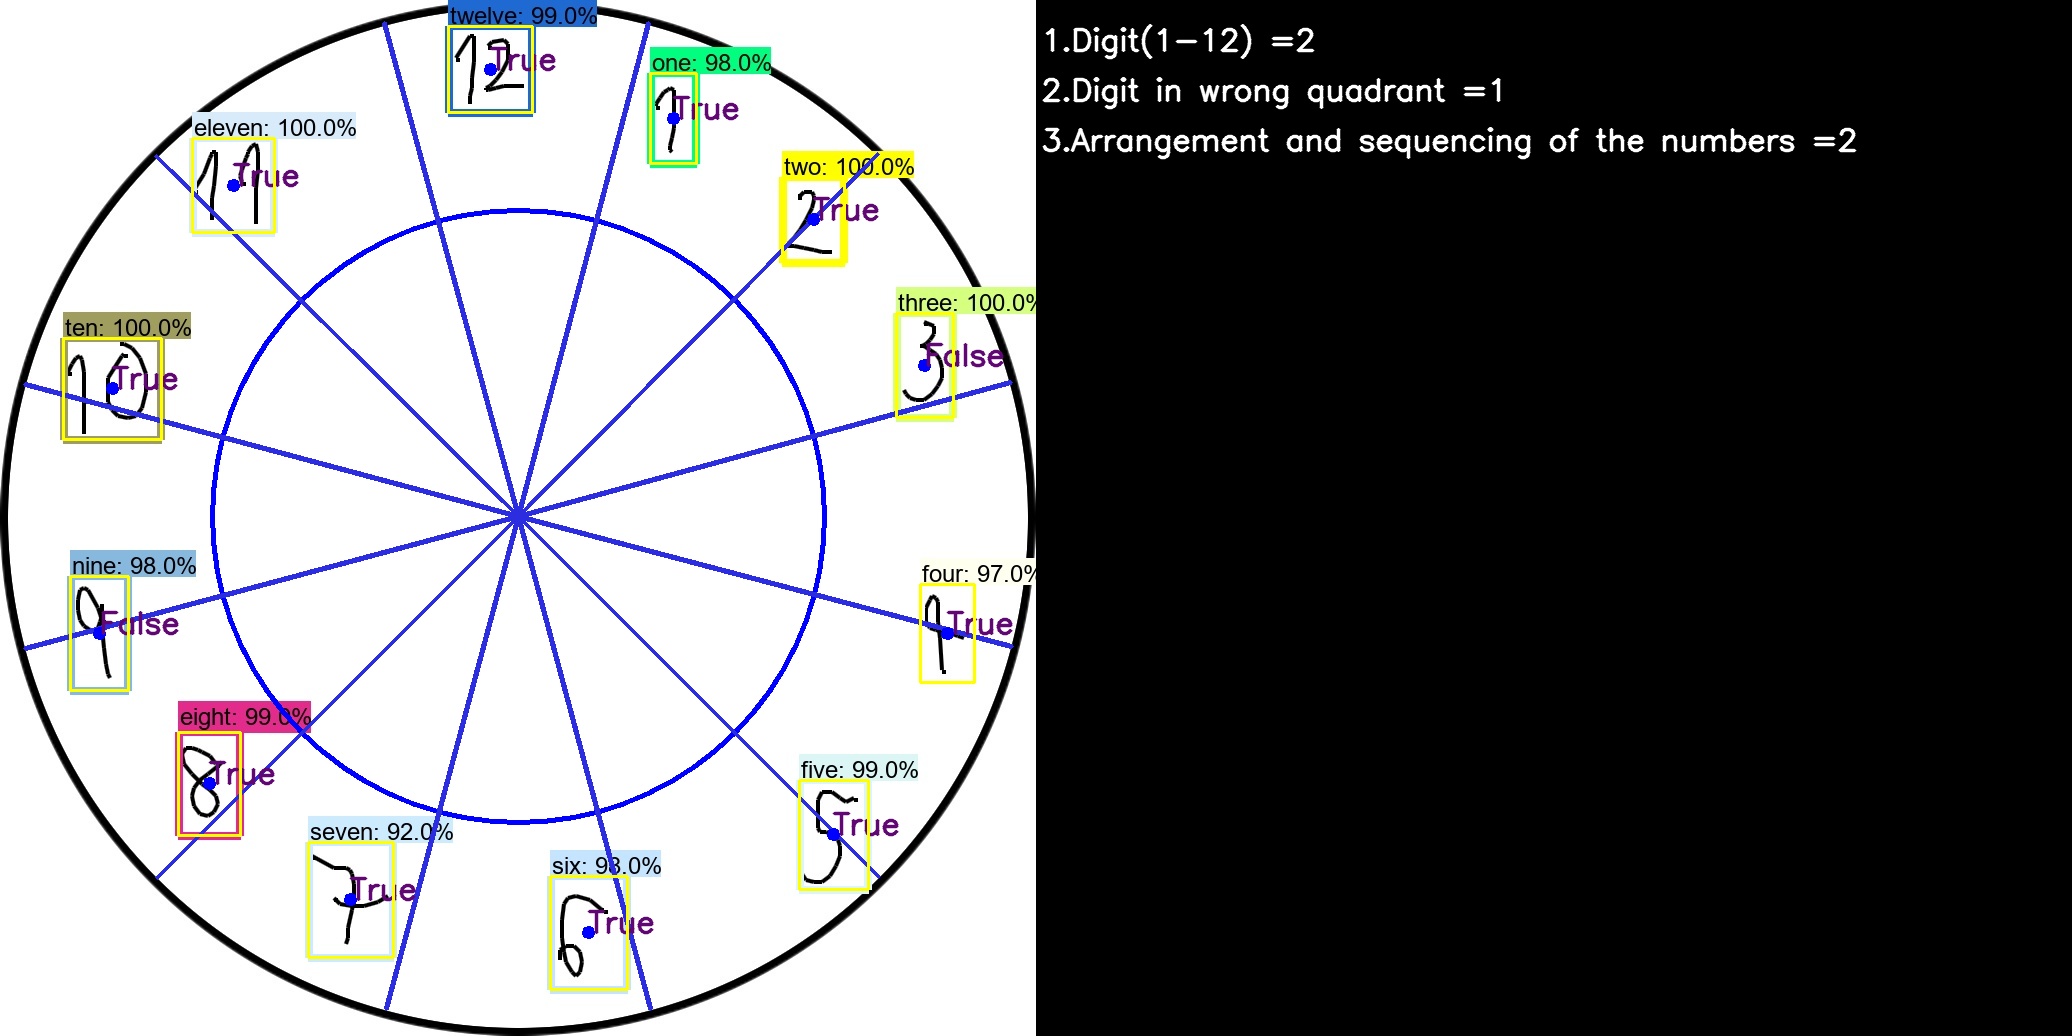 twelve: 99.0%
12
True
one: 98.0%
1
True
eleven: 100.0%
11
True
two: 100.0%
2
True
three: 100.0%
3
False
ten: 100.0%
10
True
nine: 98.0%
9
False
four: 97.0%
4
True
eight: 99.0%
8
True
five: 99.0%
5
True
seven: 92.0%
7
True
six: 93.0%
6
True
1.Digit(1-12) =2
2.Digit in wrong quadrant =1
3.Arrangement and sequencing of the numbers =2